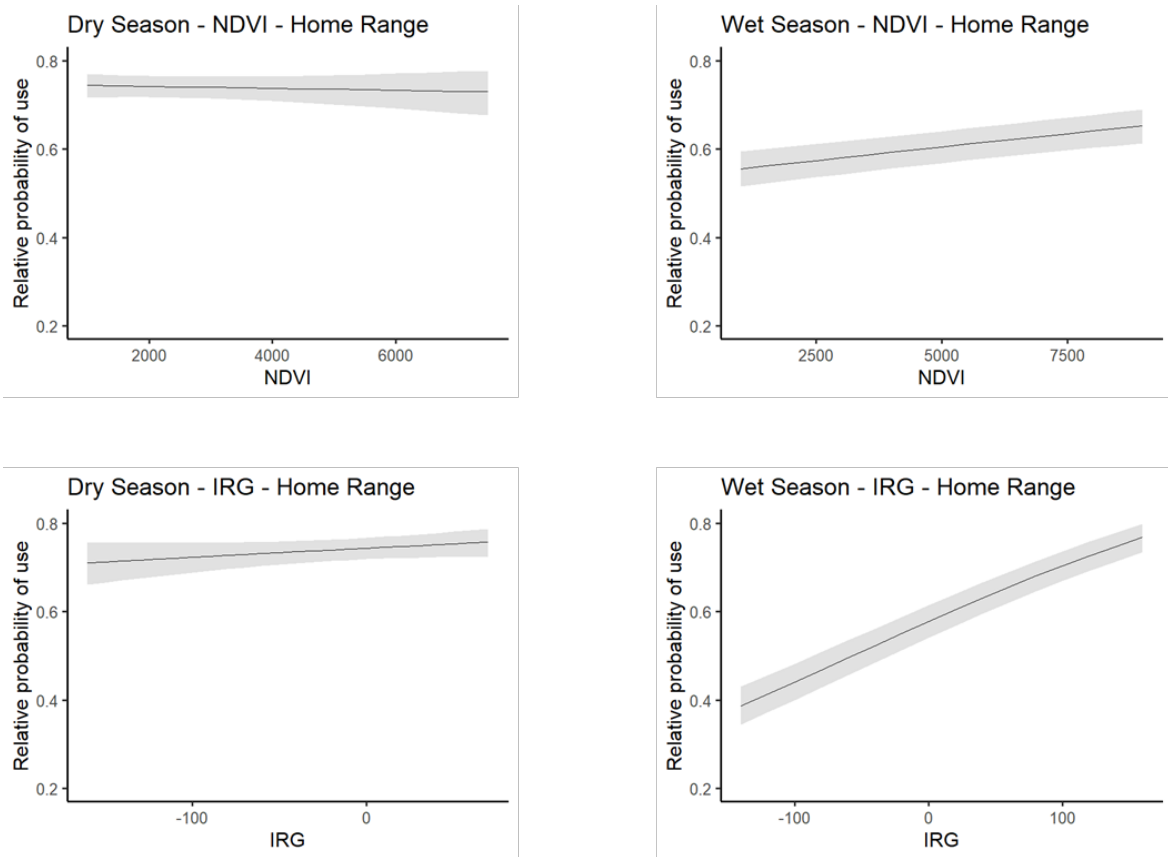 Dry Season - NDVI - Home Range
Relative probability of use
0.8
0.6
0.4
0.2
2000 4000 6000
NDVI
Wet Season - NDVI - Home Range
Relative probability of use
0.8
0.6
0.4
0.2
2500 5000 7500
NDVI
Dry Season - IRG - Home Range
Relative probability of use
0.8
0.6
0.4
0.2
-100 0
IRG
Wet Season - IRG - Home Range
Relative probability of use
0.8
0.6
0.4
0.2
-100 0 100
IRG